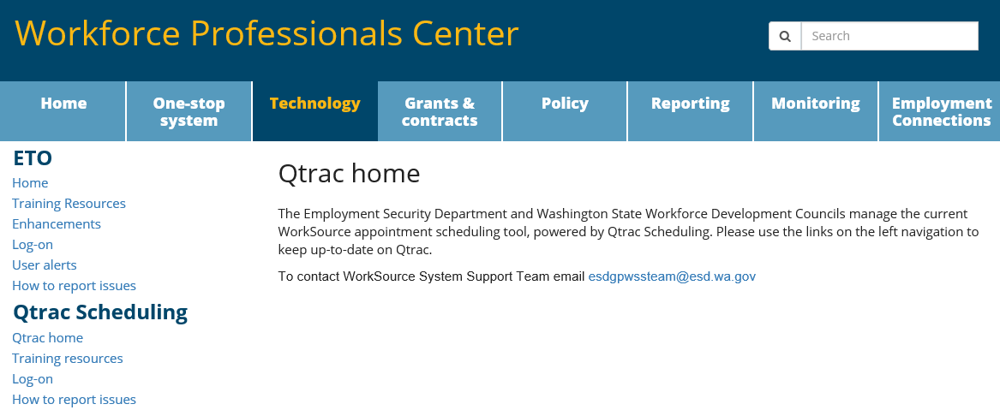 Workforce Professionals Center
Search
Home
One-stop
system
Technology
Grants &
contracts
Policy
Reporting
Monitoring
Employment
Connections
ETO
Home
Training Resources
Enhancements
Log-on
User alerts
How to report issues
Qtrac Scheduling
Qtrac home
Training resources
Log-on
How to report issues
Qtrac home
The Employment Security Department and Washington State Workforce Development Councils manage the current
WorkSource appointment scheduling tool, powered by Qtrac Scheduling. Please use the links on the left navigation to
keep up-to-date on Qtrac.
To contact WorkSource System Support Team email esdgpwssteam@esd.wa.gov